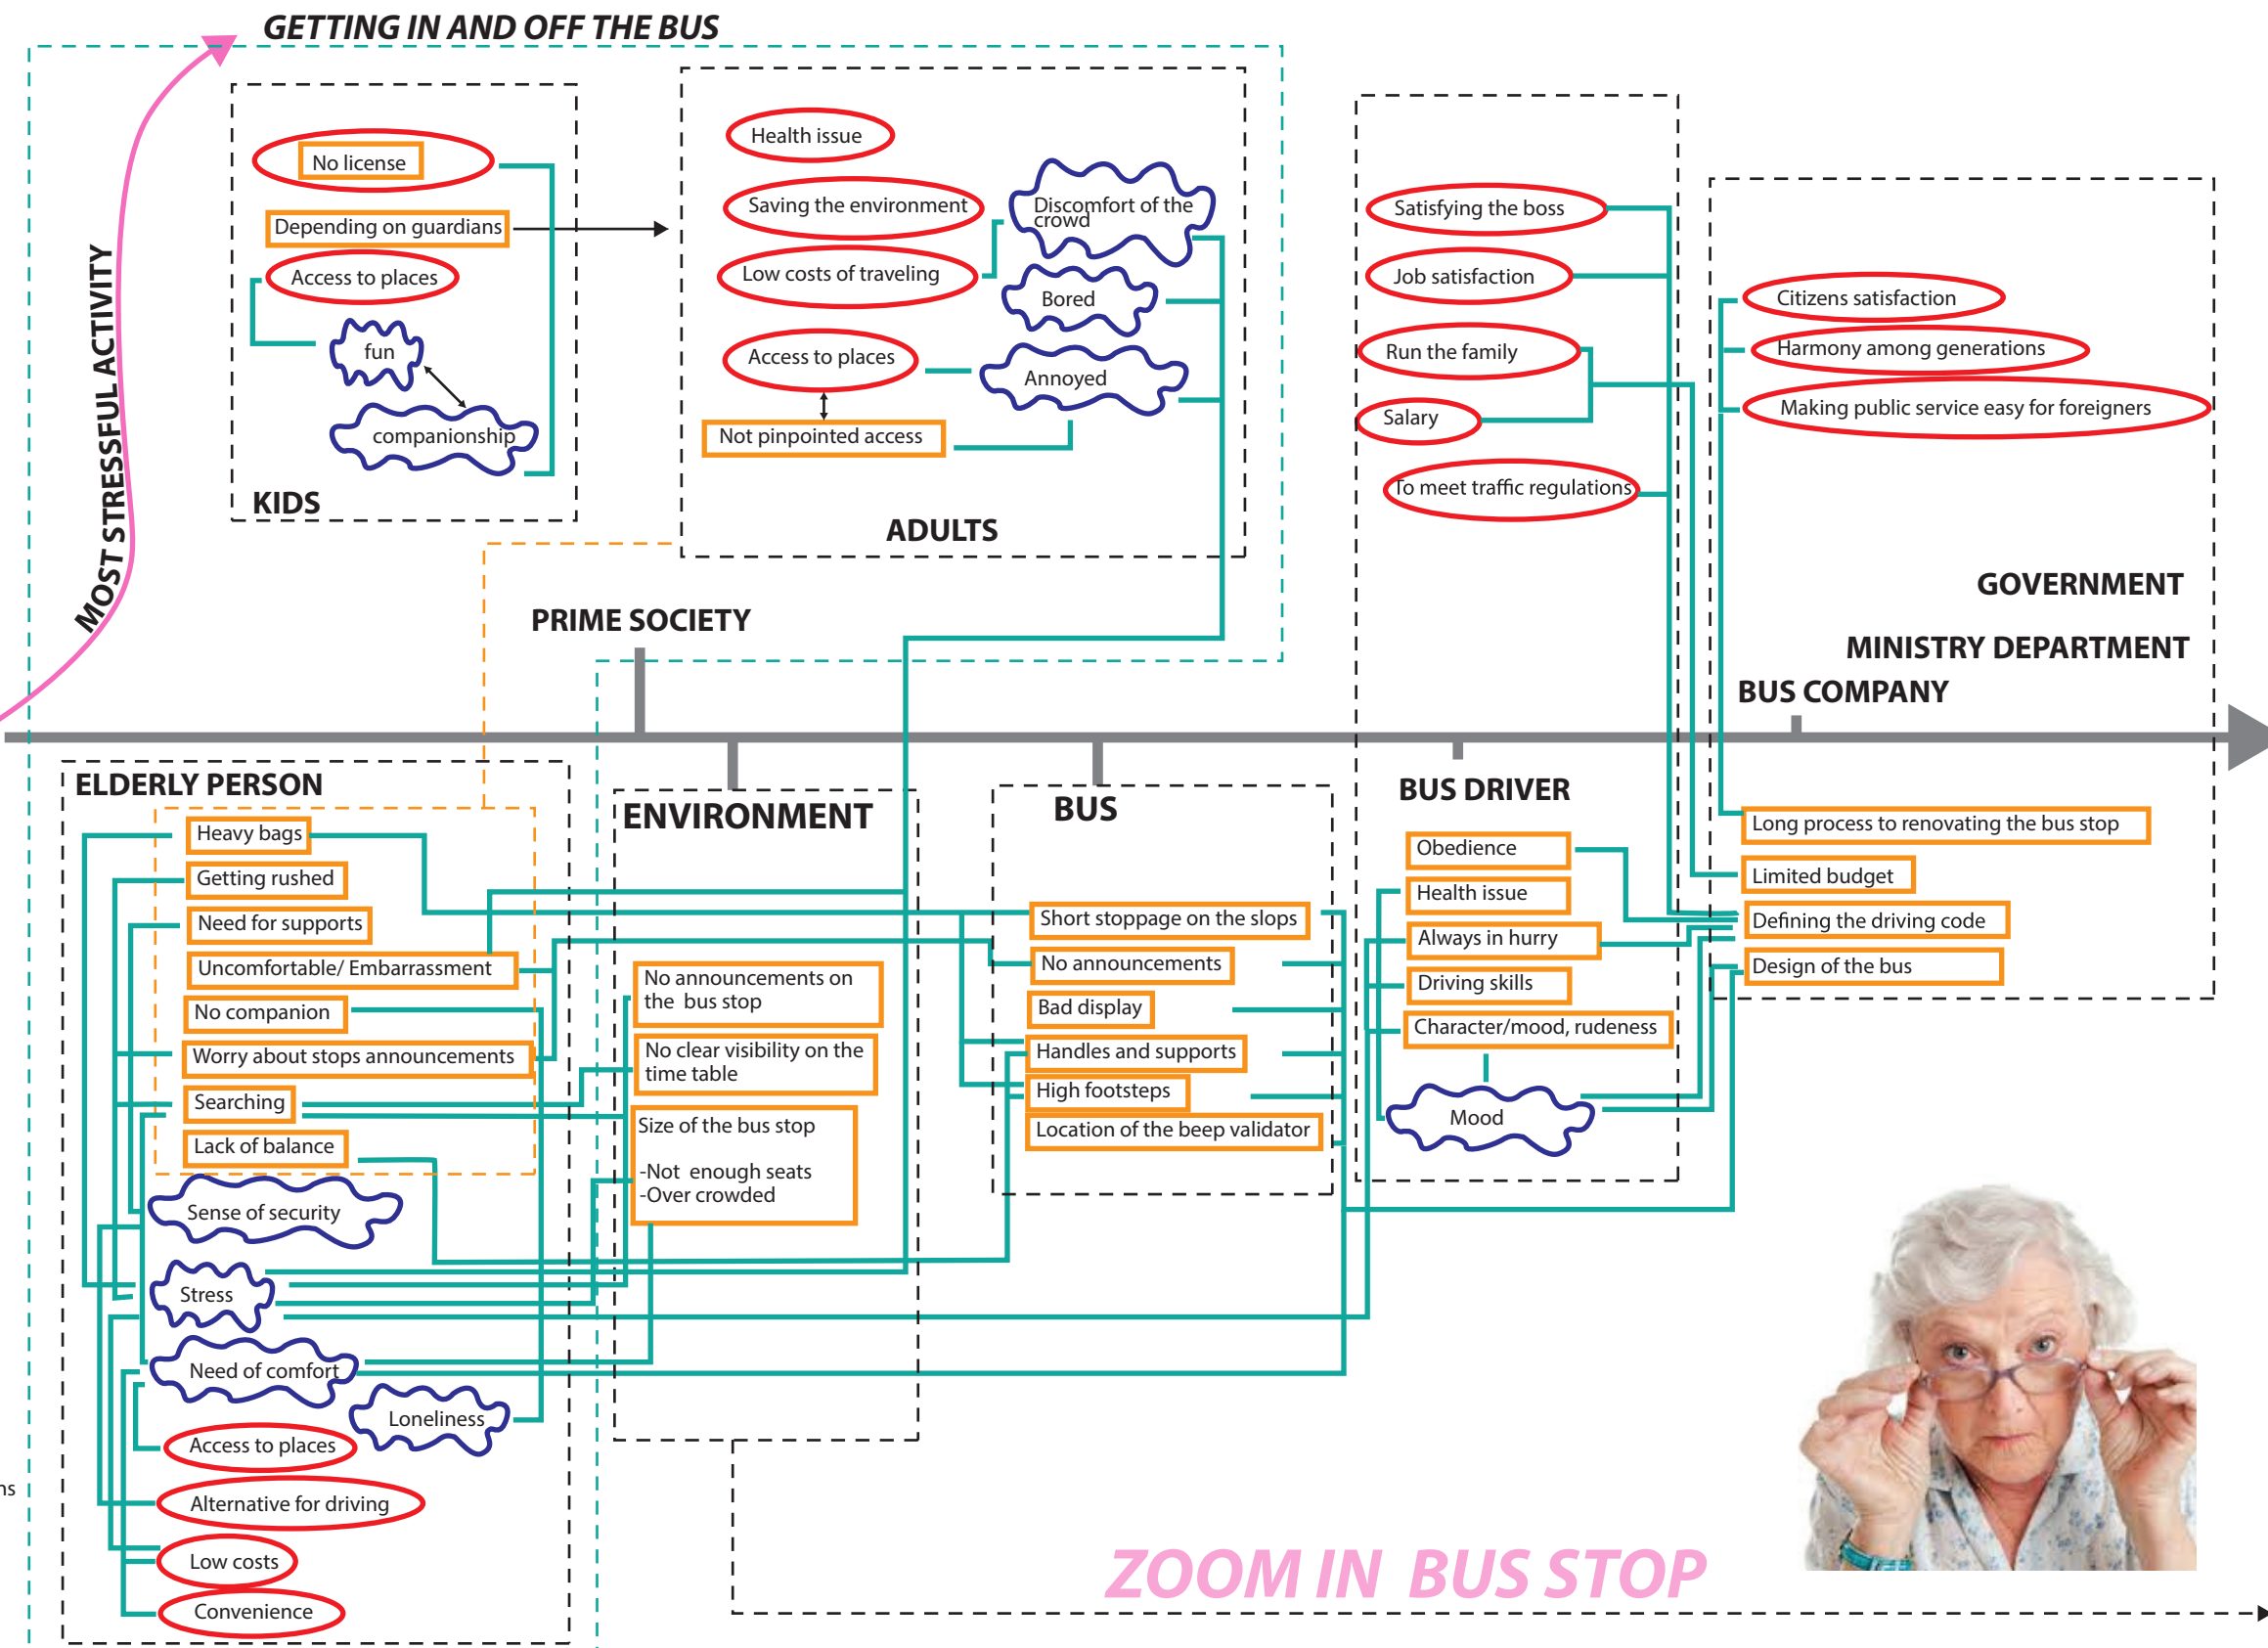 GETTING IN AND OFF THE BUS
MOST STRESSFUL ACTIVITY
No license
Depending on guardians
Access to places
fun
companionship
KIDS
Health issue
Saving the environment
Low costs of traveling
Access to places
Not pinpointed access
Discomfort of the
crowd
Bored
Annoyed
ADULTS
PRIME SOCIETY
Satisfying the boss
Job satisfaction
Run the family
Salary
To meet traffic regulations
Citizens satisfaction
Harmony among generations
Making public service easy for foreigners
GOVERNMENT
MINISTRY DEPARTMENT
BUS COMPANY
ELDERLY PERSON
Heavy bags
Getting rushed
Need for supports
Uncomfortable/ Embarrassment
No companion
Worry about stops announcements
Searching
Lack of balance
Sense of security
Stress
Need of comfort
Loneliness
Access to places
Alternative for driving
Low costs
Convenience
ns
ENVIRONMENT
No announcements on
the bus stop
No clear visibility on the
time table
Size of the bus stop
-Not enough seats
-Over crowded
BUS
Short stoppage on the slops
No announcements
Bad display
Handles and supports
High footsteps
Location of the beep validator
BUS DRIVER
Obedience
Health issue
Always in hurry
Driving skills
Character/mood, rudeness
Mood
Long process to renovating the bus stop
Limited budget
Defining the driving code
Design of the bus
ZOOM IN BUS STOP